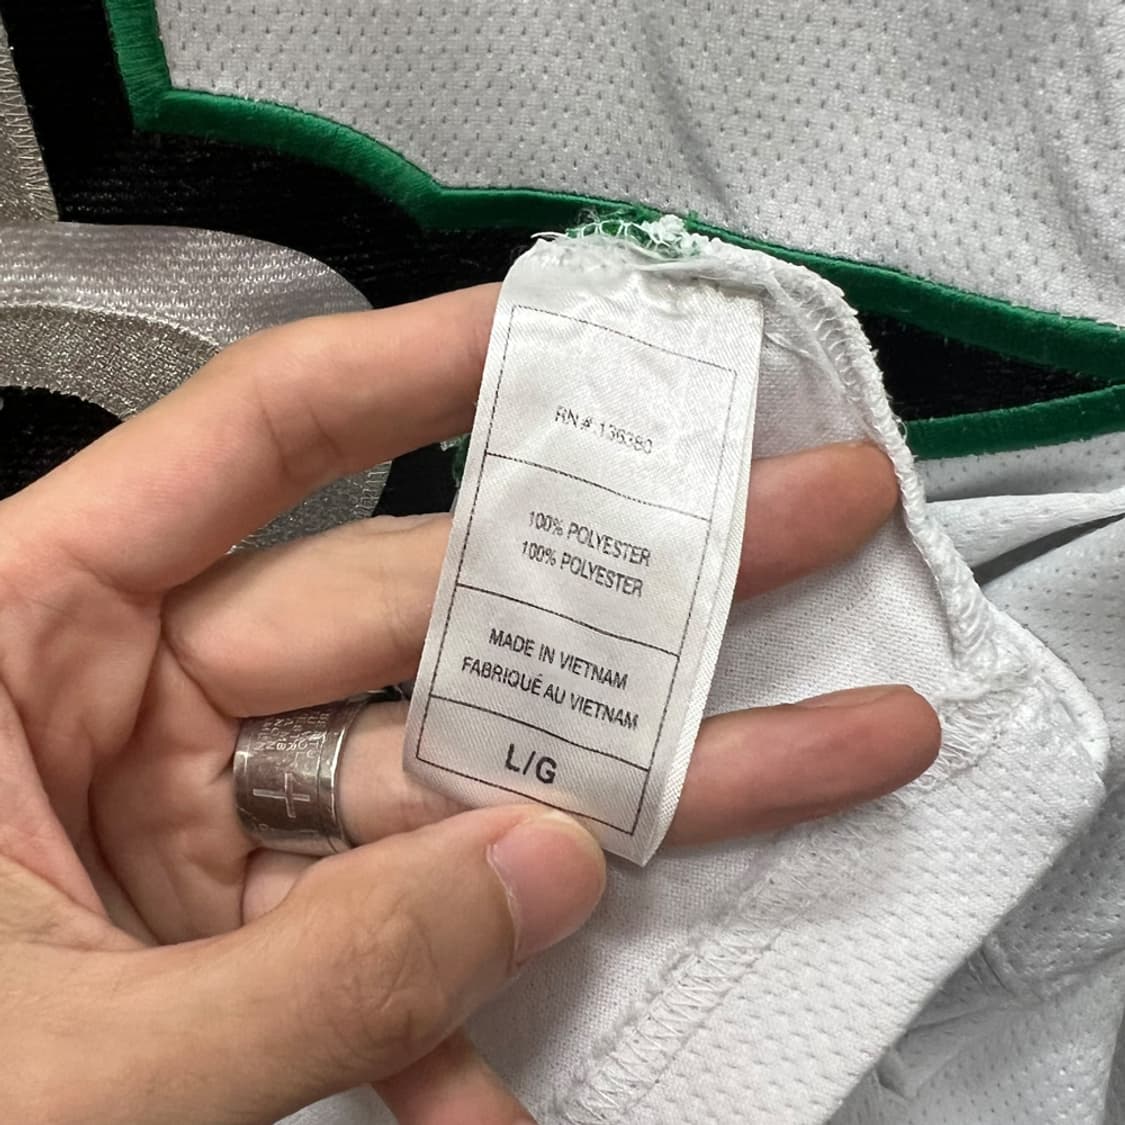 RN# 136380
100% POLYESTER
100% POLYESTER
MADE IN VIETNAM
FABRIQUÉ AU VIETNAM
L/G